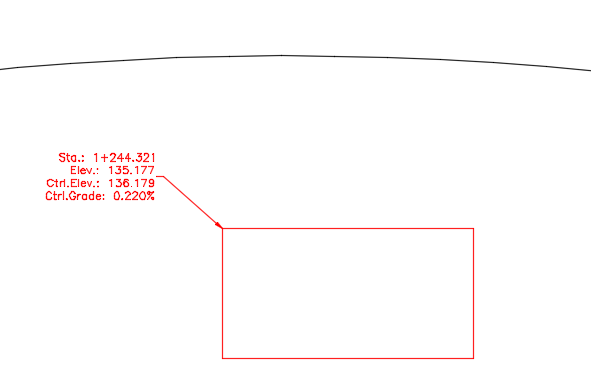 Sta.: 1+244.321
Elev.: 135.177
Ctrl.Elev.: 136.179
Ctrl.Grade: 0.220%